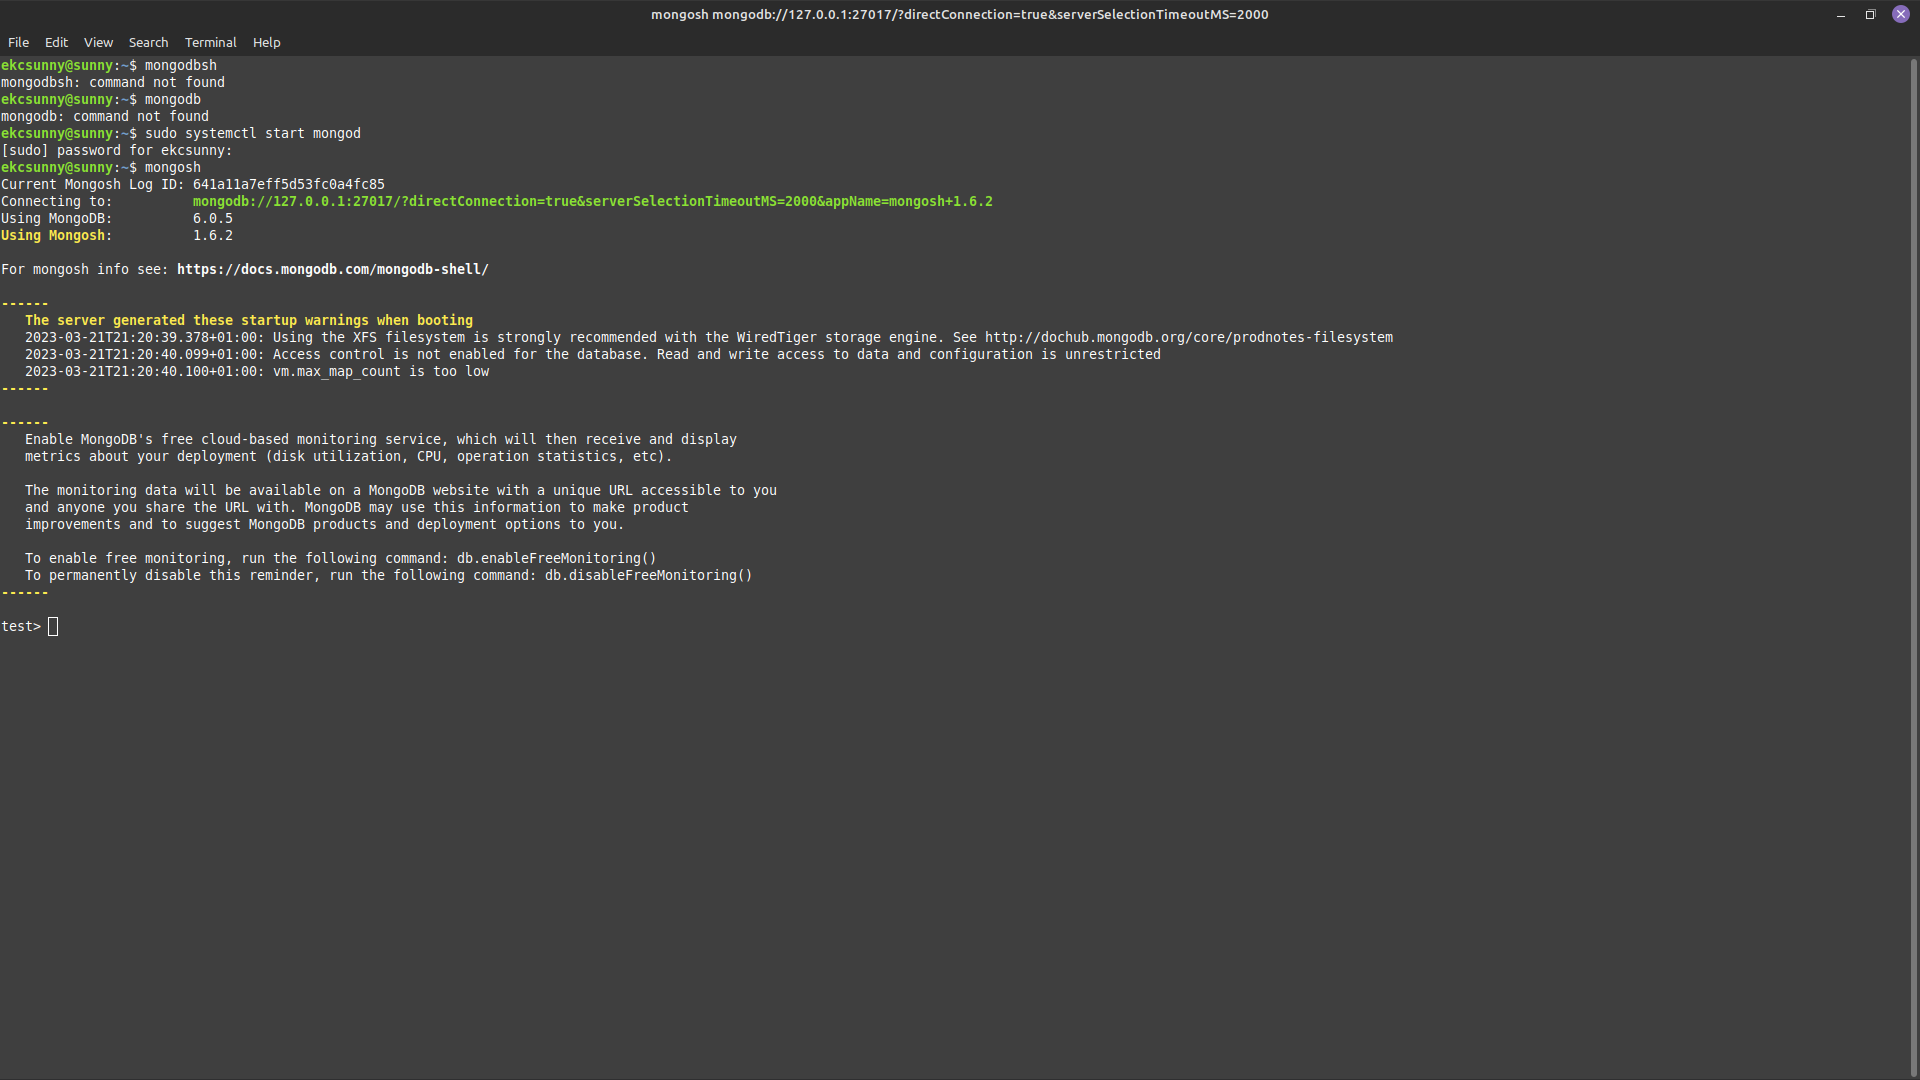 mongosh mongodb://127.0.0.1:27017/?directConnection=true&serverSelectionTimeoutMS=2000
File Edit View Search Terminal Help
ekcsunny@sunny:~$ mongodbsh
mongodbsh: command not found
ekcsunny@sunny:~$ mongodb
mongodb: command not found
ekcsunny@sunny:~$ sudo systemctl start mongod
[sudo] password for ekcsunny:
ekcsunny@sunny:~$ mongosh
Current Mongosh Log ID: 641a11a7eff5d53fc0a4fc85
Connecting to: mongodb://127.0.0.1:27017/?directConnection=true&serverSelectionTimeoutMS=2000&appName=mongosh+1.6.2
Using MongoDB: 6.0.5
Using Mongosh: 1.6.2
For mongosh info see: https://docs.mongodb.com/mongodb-shell/
------
The server generated these startup warnings when booting
2023-03-21T21:20:39.378+01:00: Using the XFS filesystem is strongly recommended with the WiredTiger storage engine. See http://dochub.mongodb.org/core/prodnotes-filesystem
2023-03-21T21:20:40.099+01:00: Access control is not enabled for the database. Read and write access to data and configuration is unrestricted
2023-03-21T21:20:40.100+01:00: vm.max_map_count is too low
------
------
Enable MongoDB's free cloud-based monitoring service, which will then receive and display
metrics about your deployment (disk utilization, CPU, operation statistics, etc).
The monitoring data will be available on a MongoDB website with a unique URL accessible to you
and anyone you share the URL with. MongoDB may use this information to make product
improvements and to suggest MongoDB products and deployment options to you.
To enable free monitoring, run the following command: db.enableFreeMonitoring()
To permanently disable this reminder, run the following command: db.disableFreeMonitoring()
------
test>